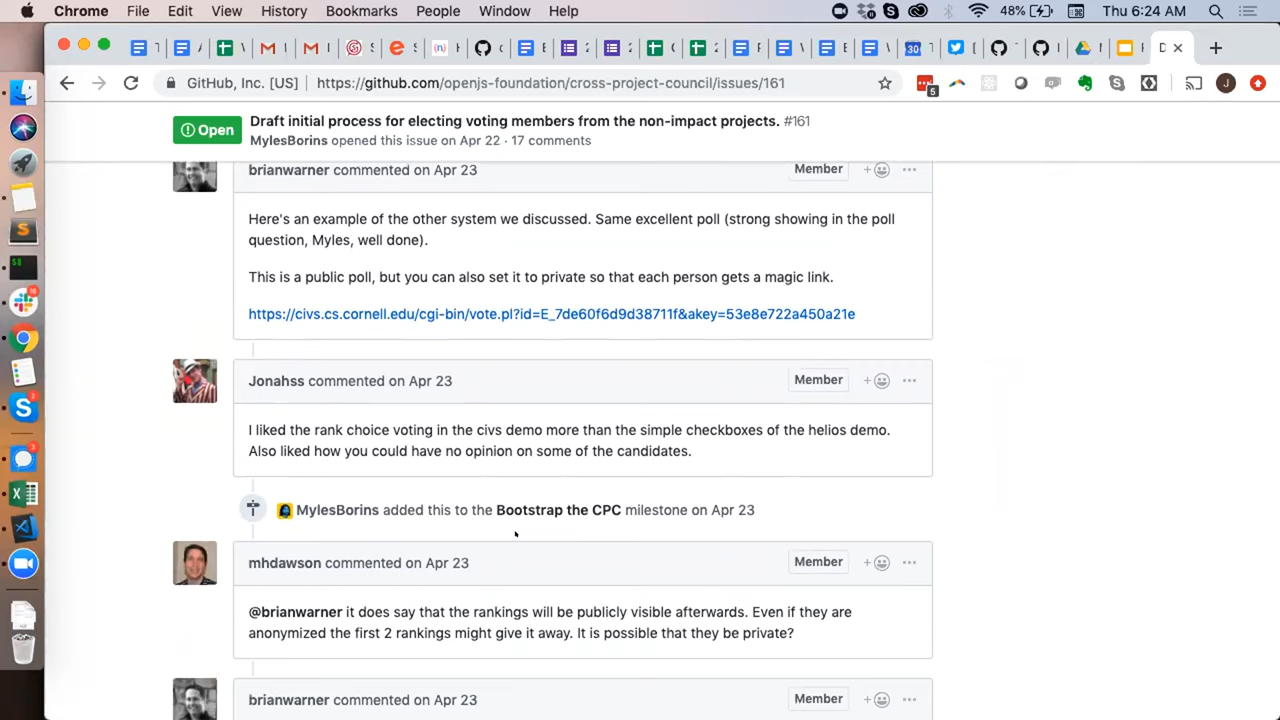 Chrome File Edit View History Bookmarks People Window Help
48% Thu 6:24 AM
GitHub, Inc. [US] https://github.com/openjs-foundation/cross-project-council/issues/161
5
J
Open
Draft initial process for electing voting members from the non-impact projects. #161
MylesBorins opened this issue on Apr 22 · 17 comments
brianwarner commented on Apr 23
Member
Here's an example of the other system we discussed. Same excellent poll (strong showing in the poll
question, Myles, well done).
This is a public poll, but you can also set it to private so that each person gets a magic link.
https://civs.cs.cornell.edu/cgi-bin/vote.pl?id=E_7de60f6d9d38711f&akey=53e8e722a450a21e
Jonahss commented on Apr 23
Member
I liked the rank choice voting in the civs demo more than the simple checkboxes of the helios demo.
Also liked how you could have no opinion on some of the candidates.
MylesBorins added this to the Bootstrap the CPC milestone on Apr 23
mhdawson commented on Apr 23
Member
@brianwarner it does say that the rankings will be publicly visible afterwards. Even if they are
anonymized the first 2 rankings might give it away. It is possible that they be private?
brianwarner commented on Apr 23
Member